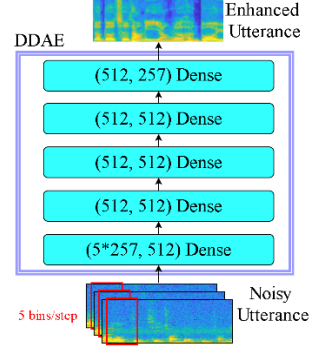 Enhanced
Utterance
DDAE
(512, 257) Dense
(512, 512) Dense
(512, 512) Dense
(512, 512) Dense
(5*257, 512) Dense
5 bins/step
Noisy
Utterance